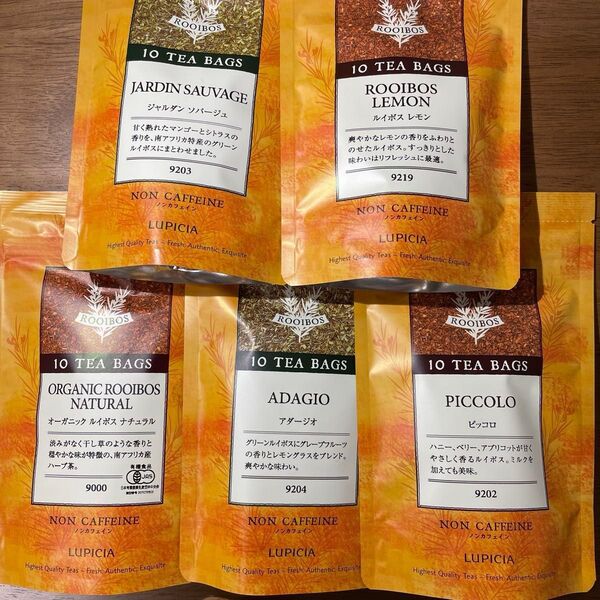 ROOIBOS
10 TEA BAGS
JARDIN SAUVAGE
ジャルダン ソバージュ
甘く熟れたマンゴーとシトラスの
香りを、南アフリカ特産のグリーン
ルイボスにまとわせました。
9203
NON CAFFEINE
ノンカフェイン
LUPICIA
Highest Quality Teas – Fresh: Authentic: Exquisite
ROOIBOS
10 TEA BAGS
ROOIBOS
LEMON
ルイボス レモン
爽やかなレモンの香りをふわりと
のせたルイボス。すっきりとした
味わいはリフレッシュに最適。
9219
NON CAFFEINE
ノンカフェイン
LUPICIA
Highest Quality Teas – Fresh: Authentic: Exquisite
ROOIBOS
10 TEA BAGS
ORGANIC ROOIBOS
NATURAL
オーガニック ルイボス ナチュラル
渋みがなく干し草のような香りと
穏やかな味が特徴の、南アフリカ産
ハーブ茶。
有機食品
JAS
9000
NON CAFFEINE
ノンカフェイン
LUPICIA
Highest Quality Teas – Fresh: Authentic: Exquisite
ROOIBOS
10 TEA BAGS
ADAGIO
アダージオ
グリーンルイボスにグレープフルーツ
の香りとレモングラスをブレンド。
爽やかな味わい。
9204
NON CAFFEINE
ノンカフェイン
LUPICIA
Highest Quality Teas – Fresh: Authentic: Exquisite
ROOIBOS
10 TEA BAGS
PICCOLO
ピッコロ
ハニー、ベリー、アプリコットが甘く
やさしく香るルイボス。ミルクを
加えても美味。
9202
NON CAFFEINE
ノンカフェイン
LUPICIA
Highest Quality Teas – Fresh: Authentic: Exquisite